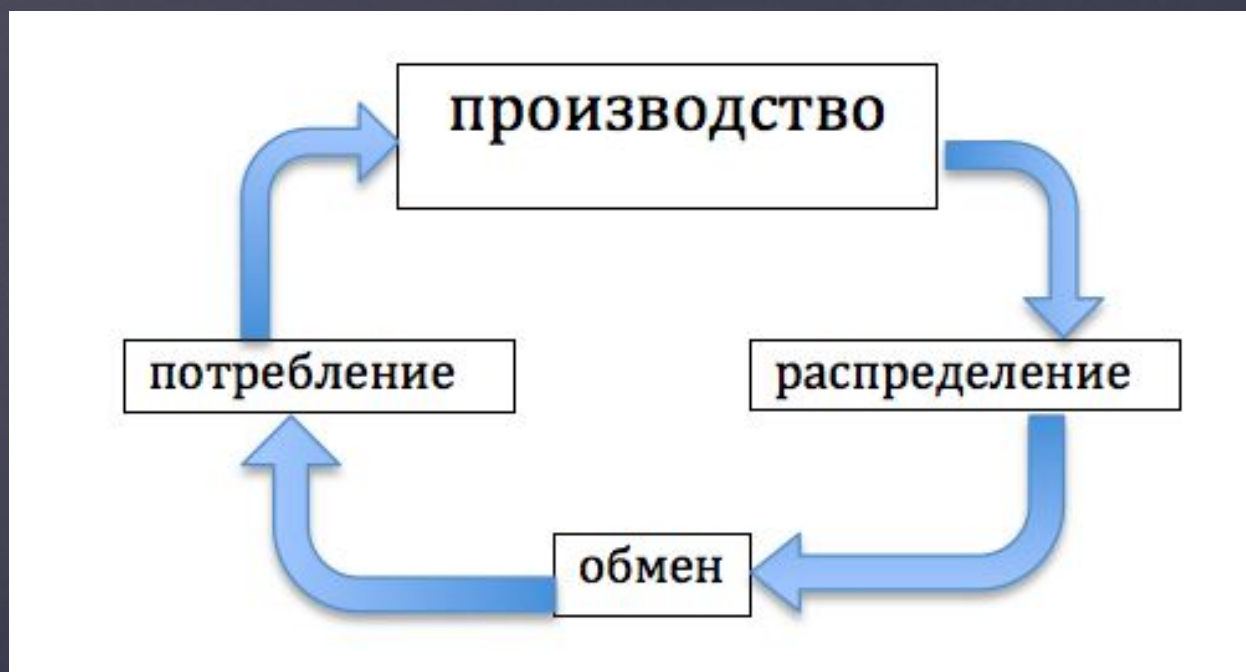 производство
потребление
распределение
обмен